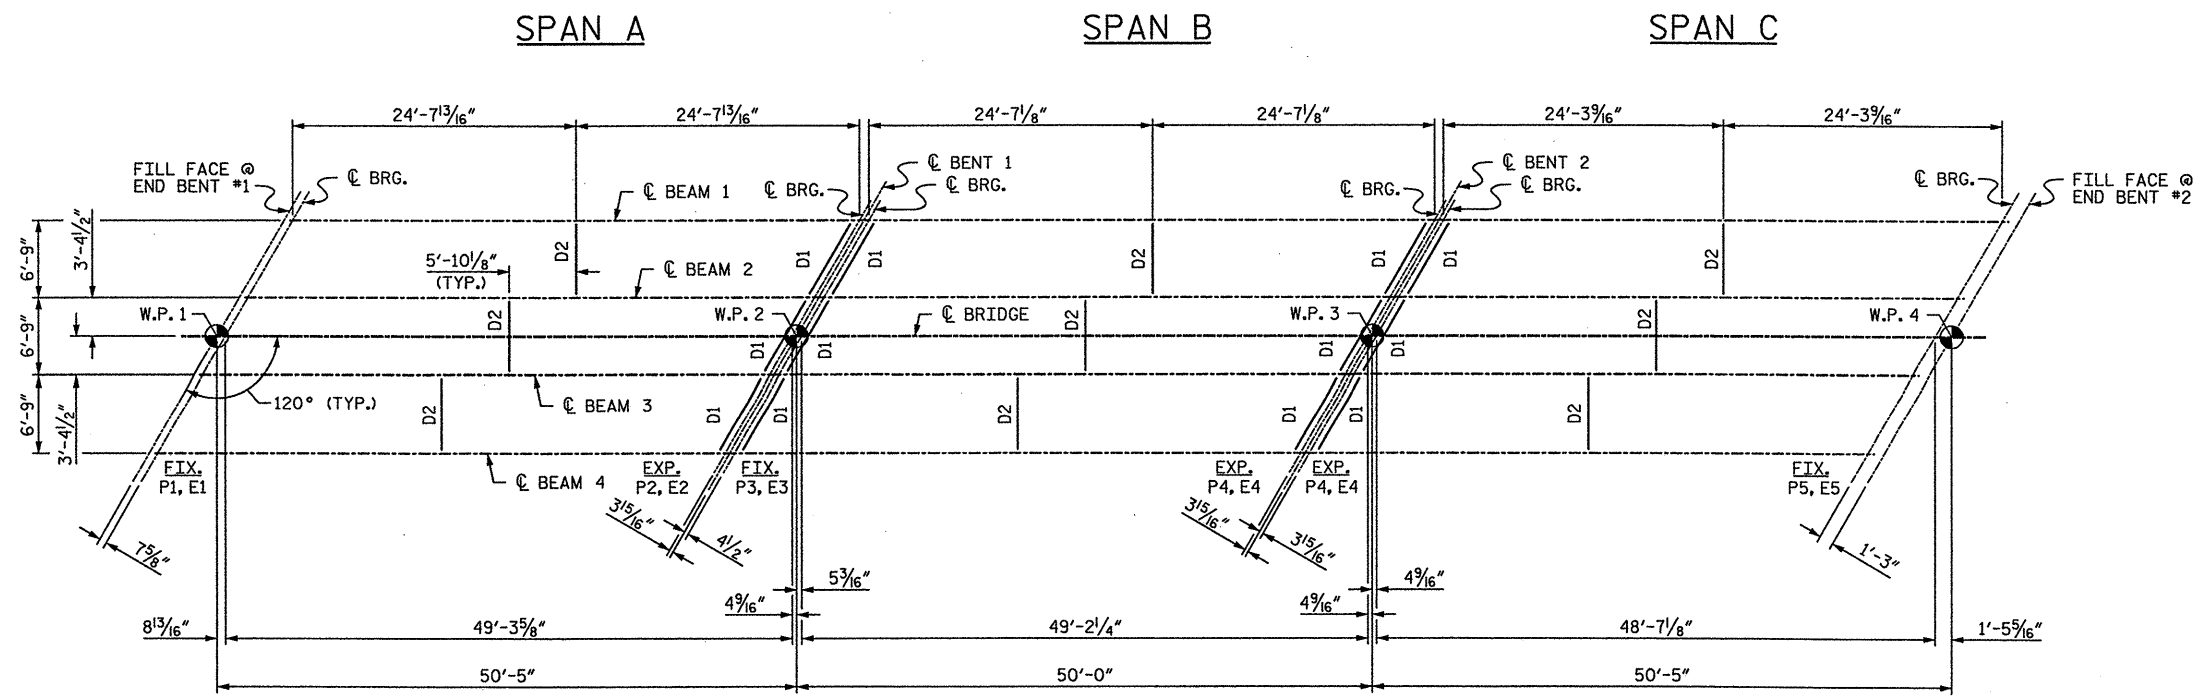 SPAN A
SPAN B
SPAN C
24'-7 13/16"
24'-7 13/16"
24'-7 1/8"
24'-7 1/8"
24'-3 9/16"
24'-3 9/16"
FILL FACE @
END BENT #1
℄ BRG.
℄ BEAM 1
℄ BRG.
℄ BENT 1
℄ BRG.
℄ BRG.
℄ BENT 2
℄ BRG.
℄ BRG.
FILL FACE @
END BENT #2
6'-9"
3'-4 1/2"
D2
D1
D1
D2
D1
D1
D2
5'-10 1/8"
(TYP.)
℄ BEAM 2
W.P. 1
D2
W.P. 2
℄ BRIDGE
D2
W.P. 3
D2
W.P. 4
6'-9"
D1
D1
D1
D1
120° (TYP.)
℄ BEAM 3
6'-9"
3'-4 1/2"
D2
D1
D1
D2
D1
D1
D2
℄ BEAM 4
FIX.
P1, E1
EXP.
P2, E2
FIX.
P3, E3
EXP.
P4, E4
EXP.
P4, E4
FIX.
P5, E5
7 5/8"
3 15/16"
4 1/2"
3 15/16"
3 15/16"
1'-3"
5 3/16"
4 9/16"
4 9/16"
4 9/16"
8 13/16"
49'-3 5/8"
49'-2 1/4"
48'-7 1/8"
1'-5 5/16"
50'-5"
50'-0"
50'-5"